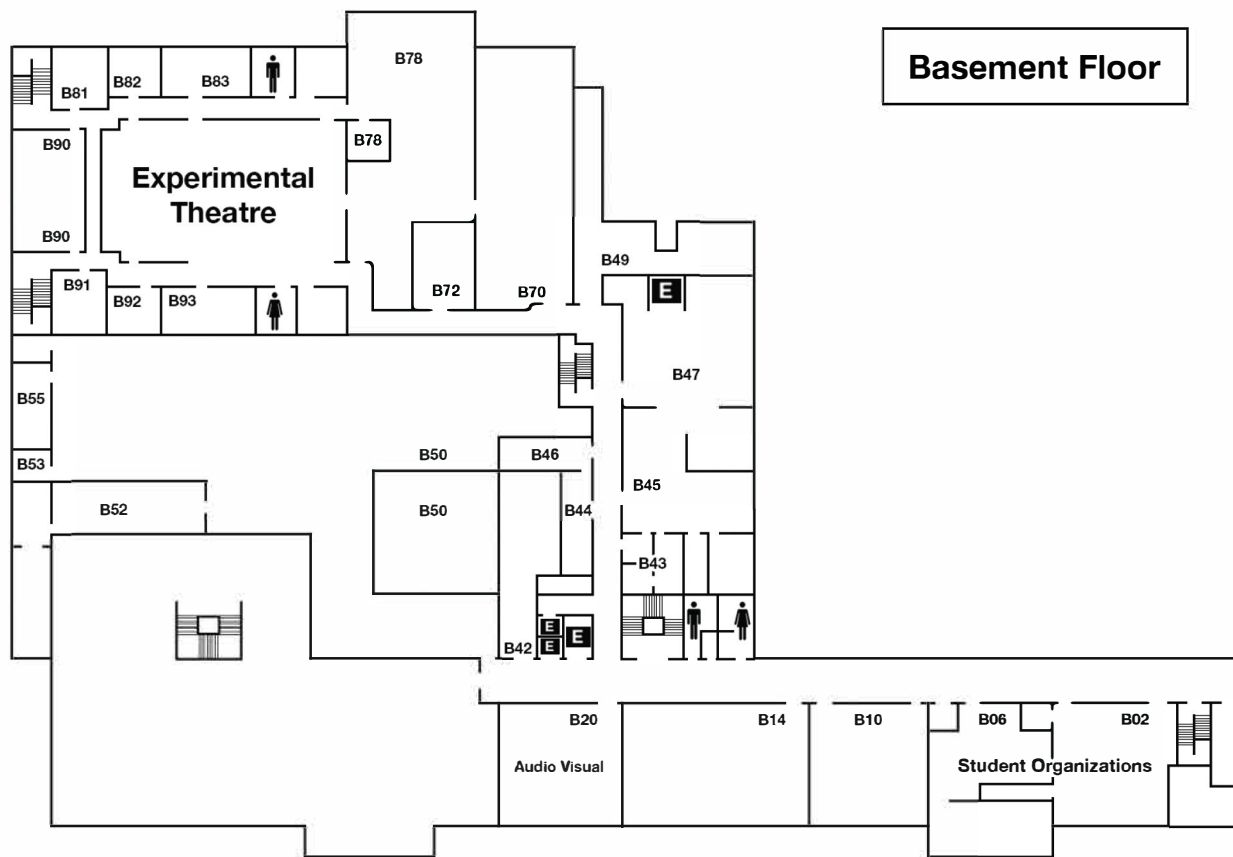 Basement Floor
B78
B81
B82
B83
B78
B90
Experimental
Theatre
B90
B91
B92
B93
B72
B70
B49
E
B47
B55
B53
B50
B46
B45
B52
B50
B44
B43
B42
E
E
E
B20
B14
B10
B06
B02
Audio Visual
Student Organizations